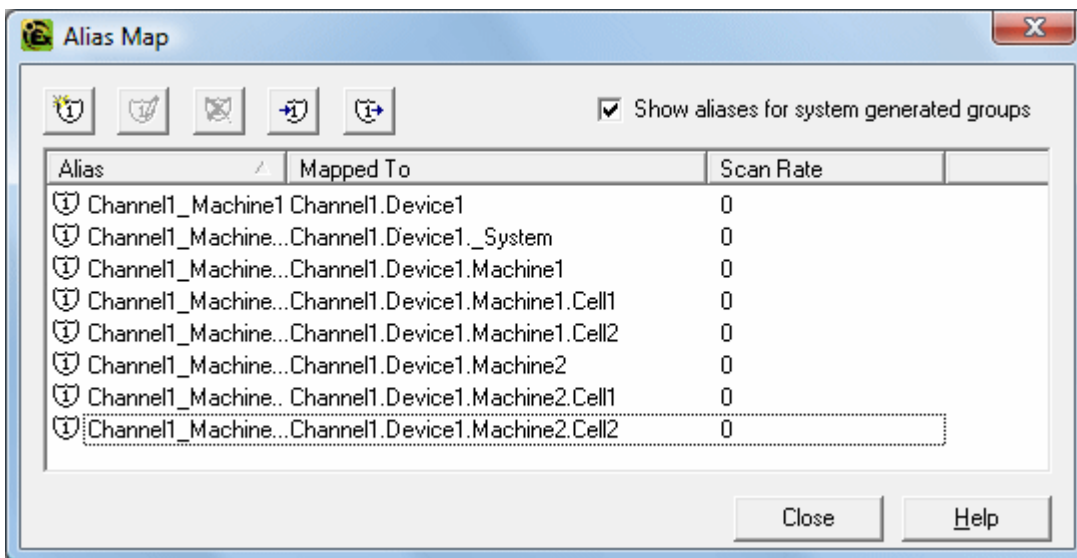 Alias Map
Show aliases for system generated groups
Alias Mapped To Scan Rate
Channel1_Machine1 Channel1.Device1 0
Channel1_Machine... Channel1.Device1._System 0
Channel1_Machine... Channel1.Device1.Machine1 0
Channel1_Machine... Channel1.Device1.Machine1.Cell1 0
Channel1_Machine... Channel1.Device1.Machine1.Cell2 0
Channel1_Machine... Channel1.Device1.Machine2 0
Channel1_Machine.. Channel1.Device1.Machine2.Cell1 0
Channel1_Machine... Channel1.Device1.Machine2.Cell2 0
Close Help